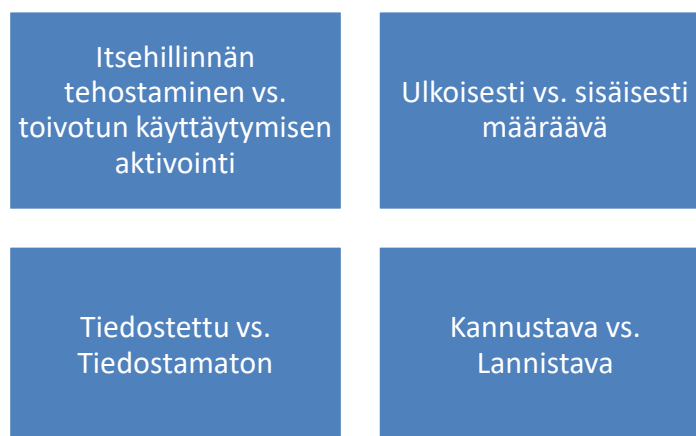 Itsehillinnän
tehostaminen vs.
toivotun käyttäytymisen
aktivointi
Ulkoisesti vs. sisäisesti
määräävä
Tiedostettu vs.
Tiedostamaton
Kannustava vs.
Lannistava